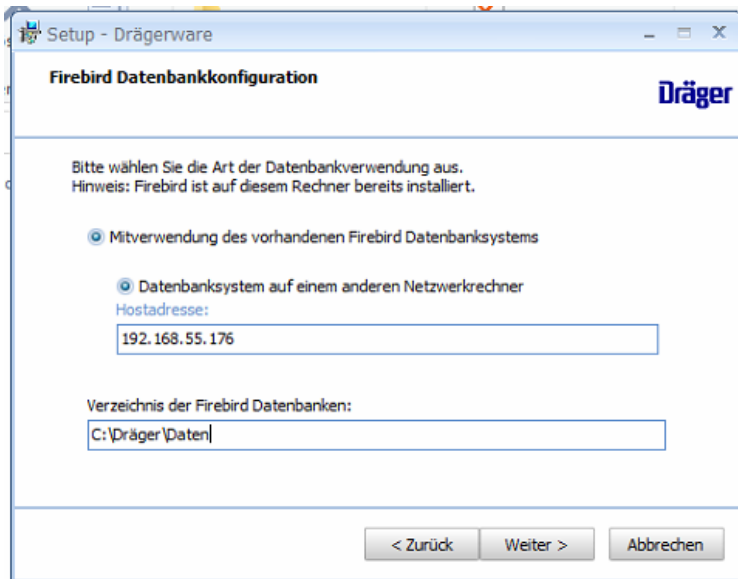 Setup - Drägerware
Firebird Datenbankkonfiguration
Dräger
Bitte wählen Sie die Art der Datenbankverwendung aus.
Hinweis: Firebird ist auf diesem Rechner bereits installiert.
Mitverwendung des vorhandenen Firebird Datenbanksystems
Datenbanksystem auf einem anderen Netzwerkrechner
Hostadresse:
192.168.55.176
Verzeichnis der Firebird Datenbanken:
C:\Dräger\Daten
< Zurück Weiter > Abbrechen